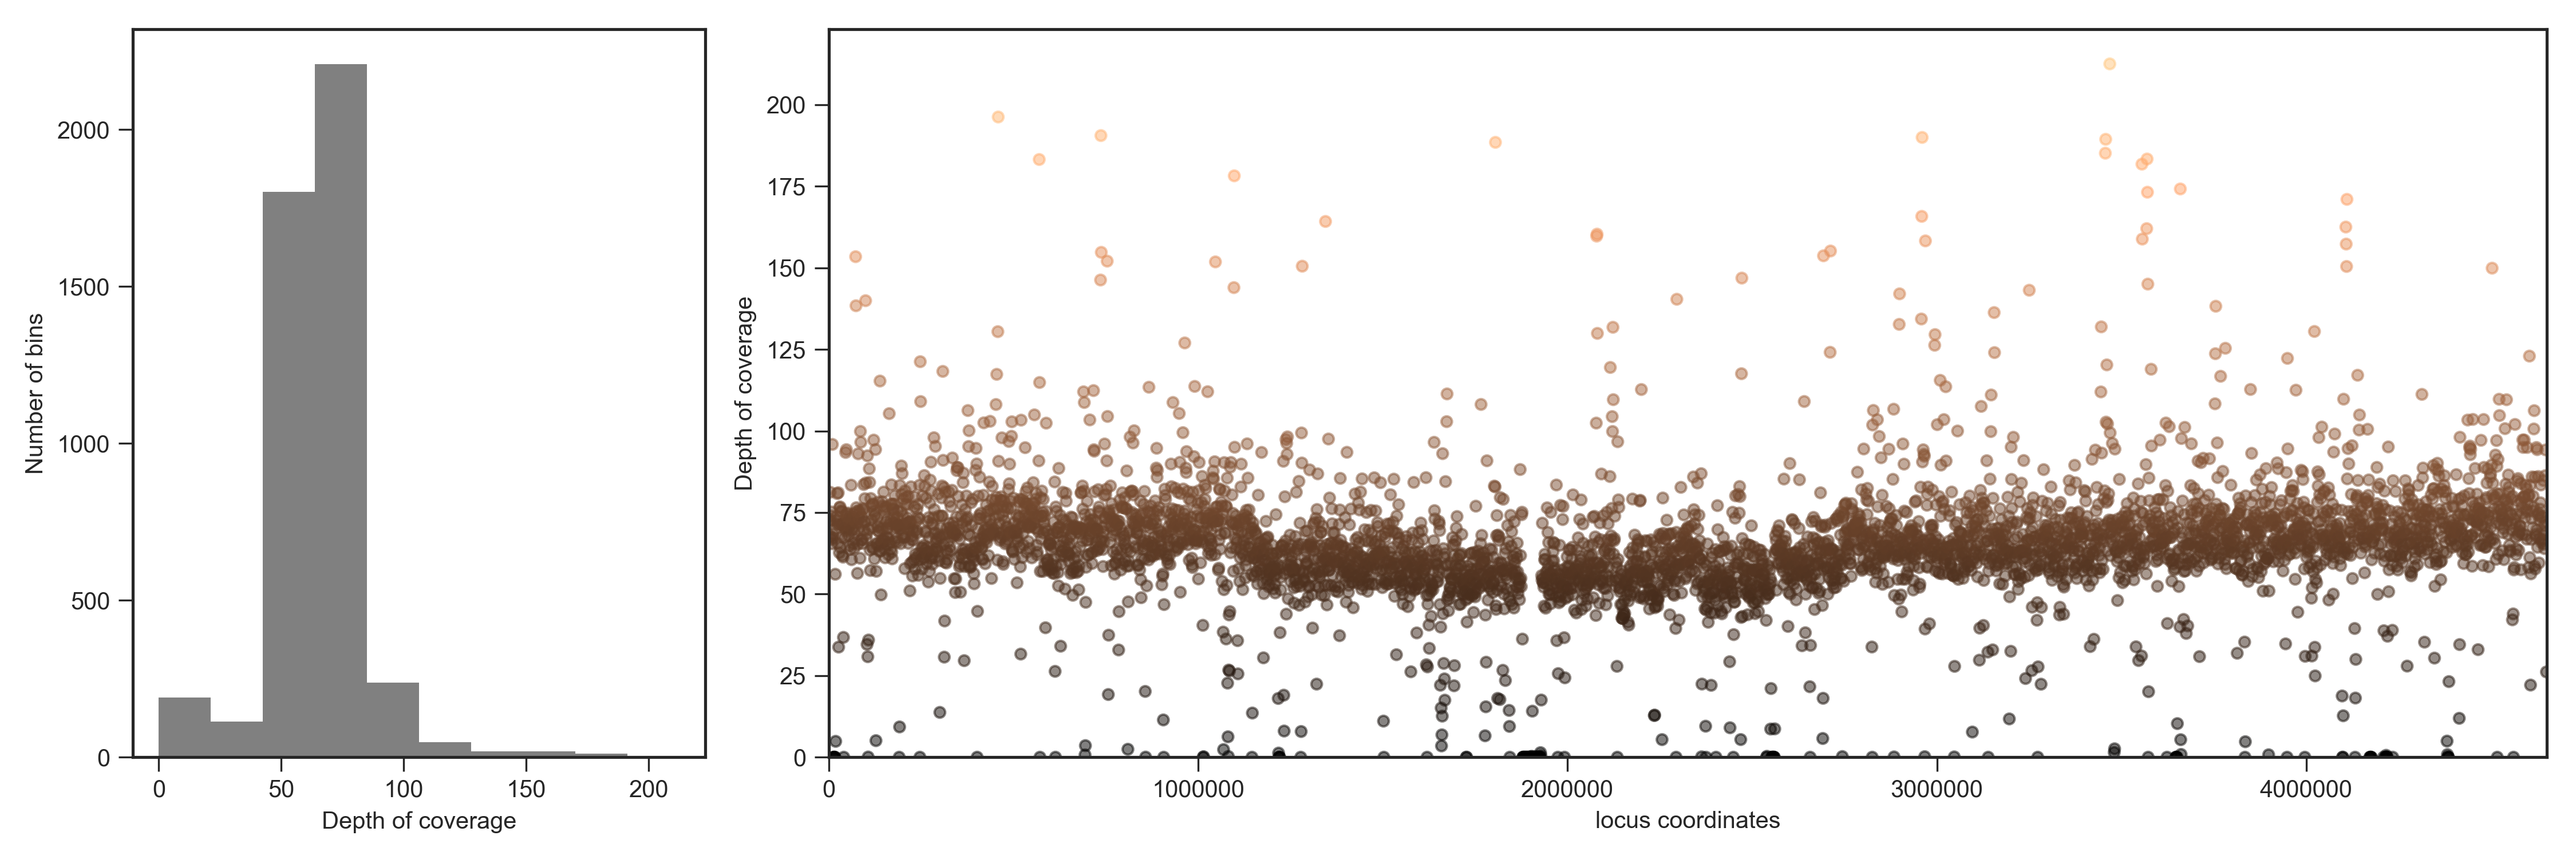 2000
1500
1000
500
0
Number of bins
0 50 100 150 200
Depth of coverage
200
175
150
125
100
75
50
25
0
Depth of coverage
0 1000000 2000000 3000000 4000000
locus coordinates